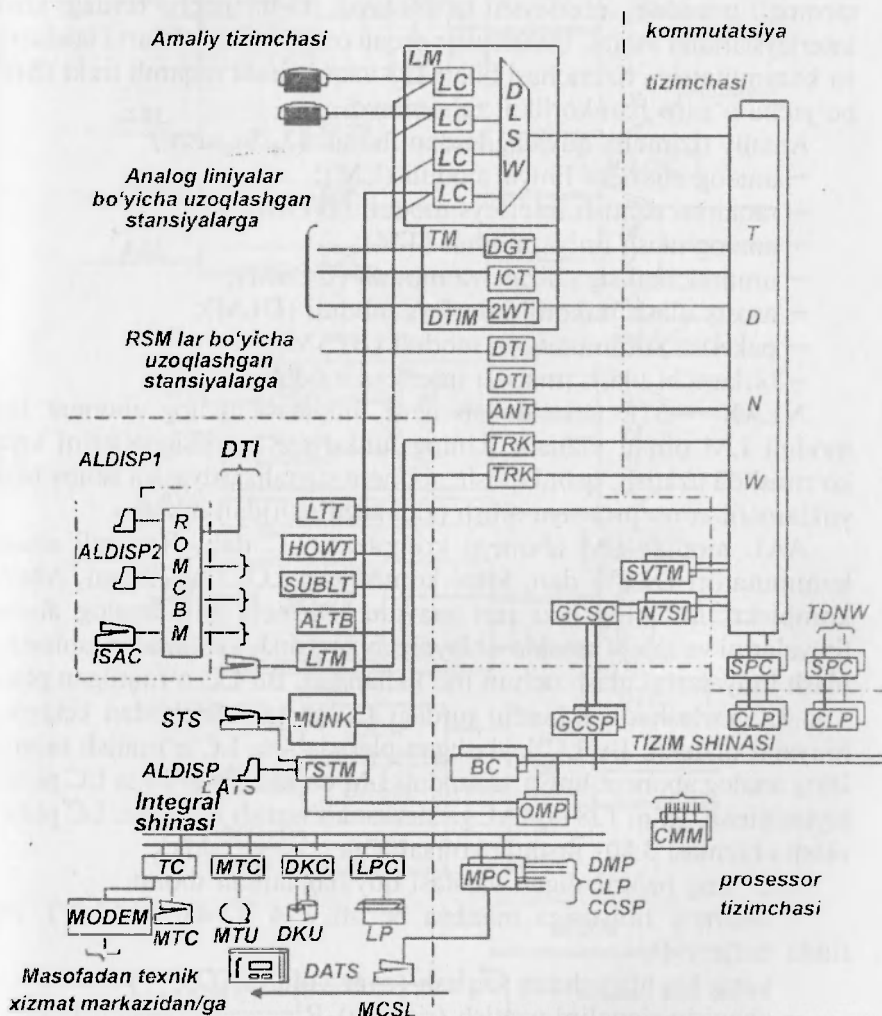 Amaliy tizimchasi
kommutatsiya
tizimchasi
LM
LC
LC
LC
LC
D
L
S
W
Analog liniyalar
bo‘yicha uzoqlashgan
stansiyalarga
TM
DGT
ICT
2WT
DTIM
RSM lar bo‘yicha
uzoqlashgan
stansiyalarga
DTI
DTI
ANT
TRK
TRK
T
D
N
W
ALDISP1
DTI
ALDISP2
ISAC
R
O
M
C
B
M
LTT
HOWT
SUBLT
ALTB
LTM
SVTM
GCSC
N7SI
TDNW
SPC
SPC
CLP
CLP
STS
MUNK
GCSP
TIZIM SHINASI
ALDISP
TSTM
BC
OMP
CMM
Integral
shinasi
TC
MTC
DKC
LPC
MPC
DMP
CLP
CCSP
prosessor
tizimchasi
MODEM
MTC
MTU
DKU
LP
DATS
Masofadan texnik
xizmat markazidan/ga
MCSL